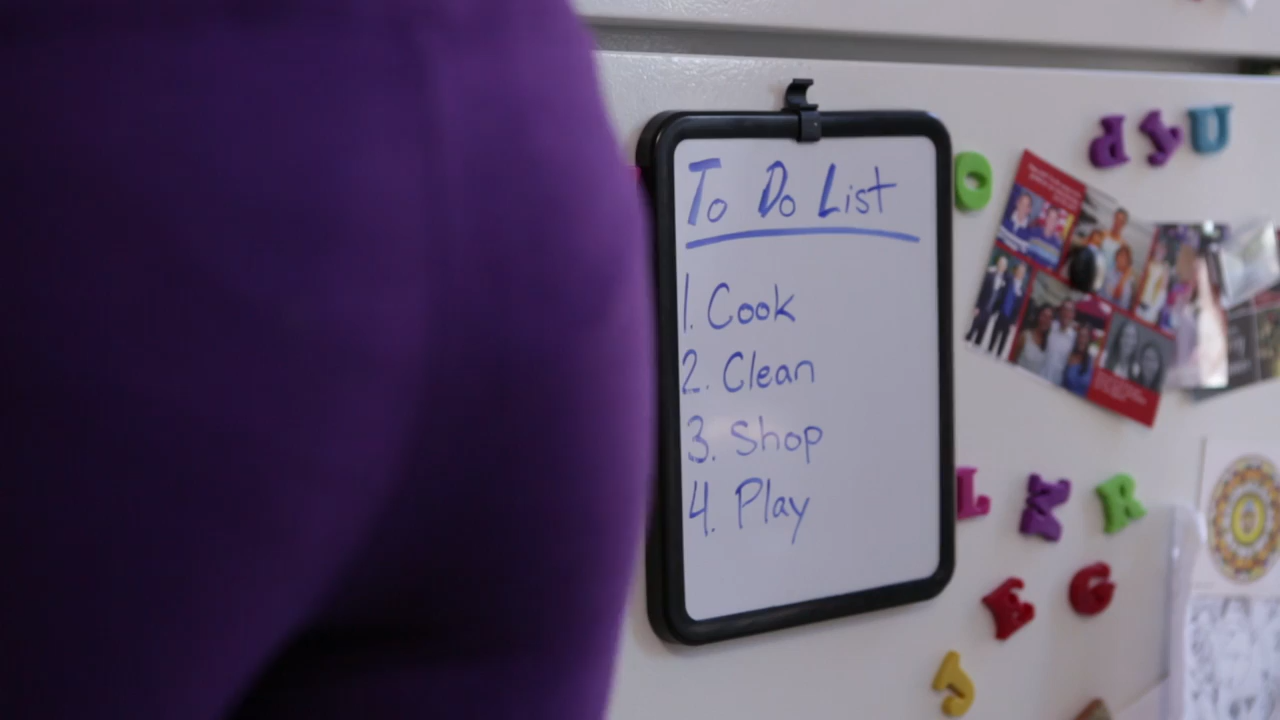 To Do List
1. Cook
2. Clean
3. Shop
4. Play
P Y U
O
L X R
E G
J